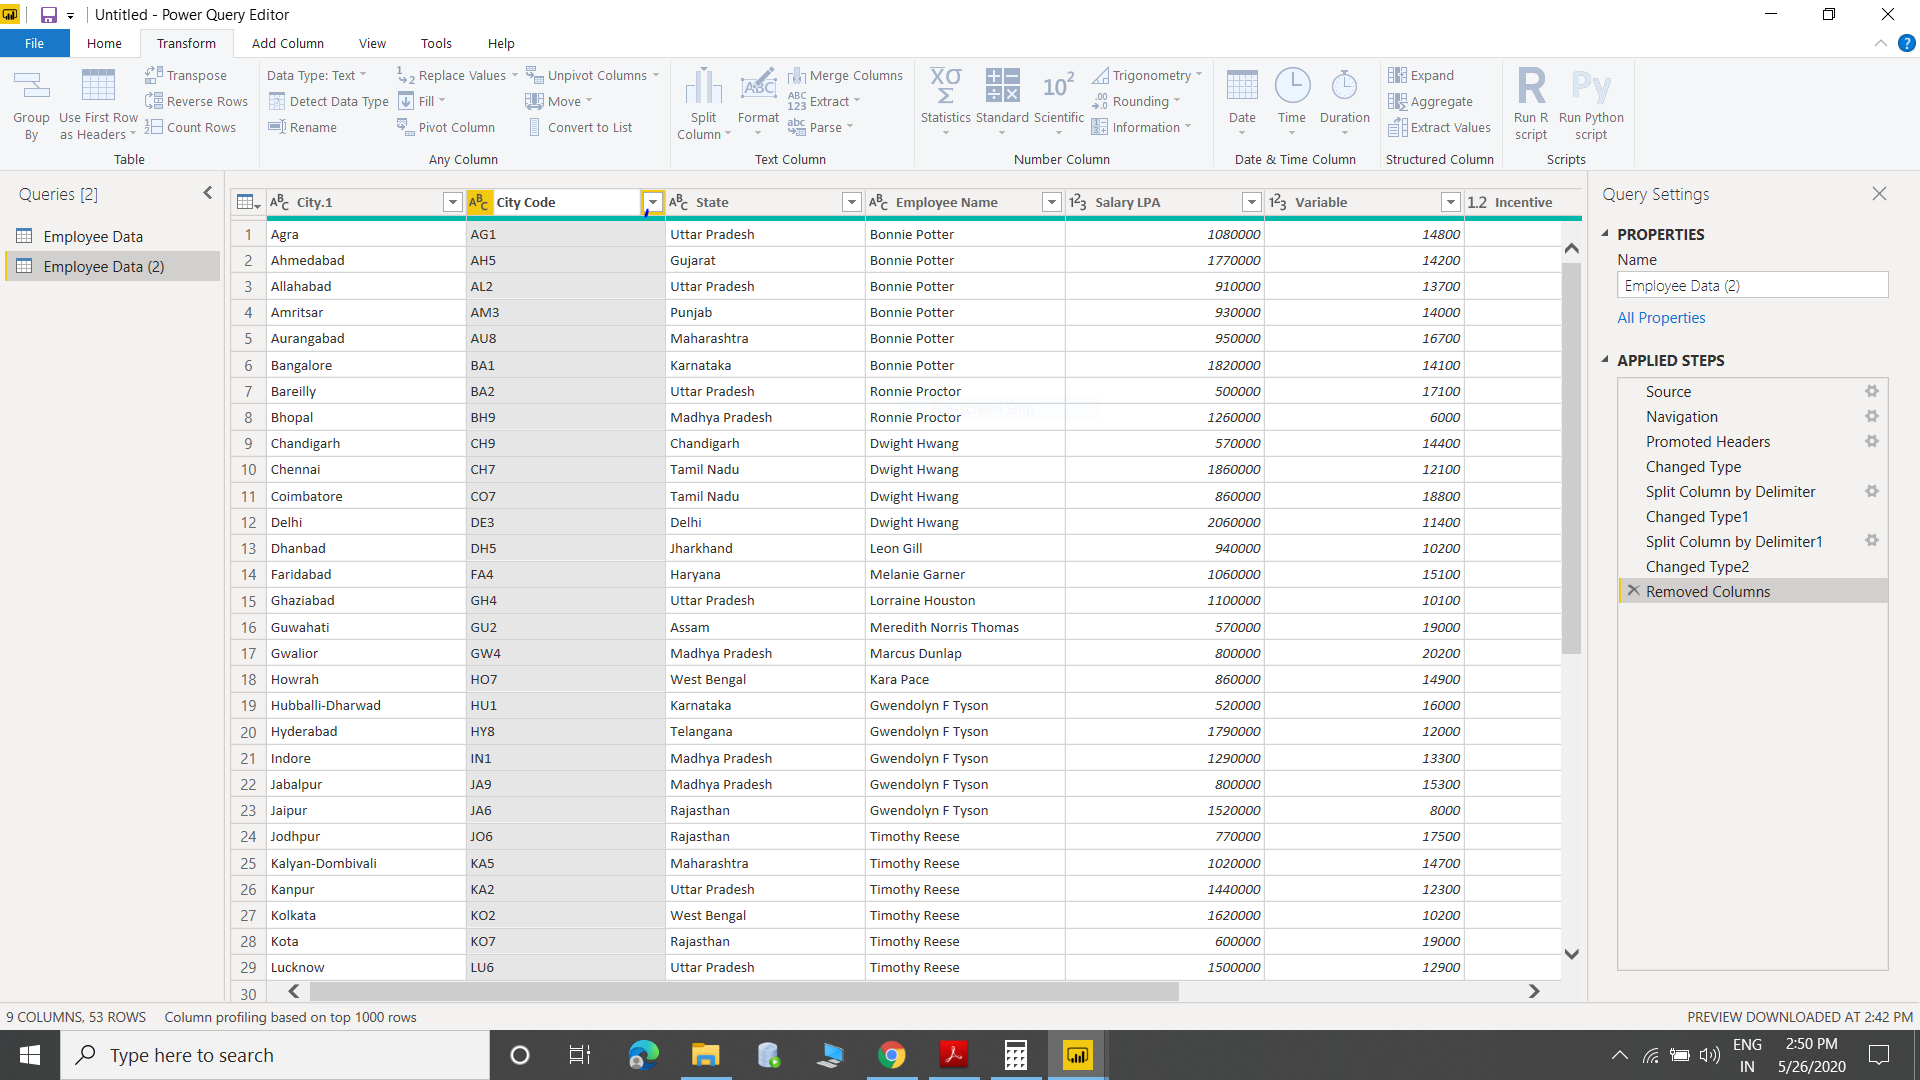 Untitled - Power Query Editor
File Home Transform Add Column View Tools Help
Group By
Use First Row as Headers
Transpose
Reverse Rows
Count Rows
Table
Data Type: Text
Detect Data Type
Rename
Replace Values
Fill
Pivot Column
Unpivot Columns
Move
Convert to List
Any Column
Split Column
Format
Merge Columns
Extract
Parse
Text Column
Statistics
Standard
Scientific
Trigonometry
Rounding
Information
Number Column
Date
Time
Duration
Date & Time Column
Expand
Aggregate
Extract Values
Structured Column
Run R script
Run Python script
Scripts
Queries [2]
Employee Data
Employee Data (2)
City.1 City Code State Employee Name Salary LPA Variable Incentive
1 Agra AG1 Uttar Pradesh Bonnie Potter 1080000 14800
2 Ahmedabad AH5 Gujarat Bonnie Potter 1770000 14200
3 Allahabad AL2 Uttar Pradesh Bonnie Potter 910000 13700
4 Amritsar AM3 Punjab Bonnie Potter 930000 14000
5 Aurangabad AU8 Maharashtra Bonnie Potter 950000 16700
6 Bangalore BA1 Karnataka Bonnie Potter 1820000 14100
7 Bareilly BA2 Uttar Pradesh Ronnie Proctor 500000 17100
8 Bhopal BH9 Madhya Pradesh Ronnie Proctor 1260000 6000
9 Chandigarh CH9 Chandigarh Dwight Hwang 570000 14400
10 Chennai CH7 Tamil Nadu Dwight Hwang 1860000 12100
11 Coimbatore CO7 Tamil Nadu Dwight Hwang 860000 18800
12 Delhi DE3 Delhi Dwight Hwang 2060000 11400
13 Dhanbad DH5 Jharkhand Leon Gill 940000 10200
14 Faridabad FA4 Haryana Melanie Garner 1060000 15100
15 Ghaziabad GH4 Uttar Pradesh Lorraine Houston 1100000 10100
16 Guwahati GU2 Assam Meredith Norris Thomas 570000 19000
17 Gwalior GW4 Madhya Pradesh Marcus Dunlap 800000 20200
18 Howrah HO7 West Bengal Kara Pace 860000 14900
19 Hubballi-Dharwad HU1 Karnataka Gwendolyn F Tyson 520000 16000
20 Hyderabad HY8 Telangana Gwendolyn F Tyson 1790000 12000
21 Indore IN1 Madhya Pradesh Gwendolyn F Tyson 1290000 13300
22 Jabalpur JA9 Madhya Pradesh Gwendolyn F Tyson 800000 15300
23 Jaipur JA6 Rajasthan Gwendolyn F Tyson 1520000 8000
24 Jodhpur JO6 Rajasthan Timothy Reese 770000 17500
25 Kalyan-Dombivali KA5 Maharashtra Timothy Reese 1020000 14700
26 Kanpur KA2 Uttar Pradesh Timothy Reese 1440000 12300
27 Kolkata KO2 West Bengal Timothy Reese 1620000 10200
28 Kota KO7 Rajasthan Timothy Reese 600000 19000
29 Lucknow LU6 Uttar Pradesh Timothy Reese 1500000 12900
30
Query Settings
PROPERTIES
Name
Employee Data (2)
All Properties
APPLIED STEPS
Source
Navigation
Promoted Headers
Changed Type
Split Column by Delimiter
Changed Type1
Split Column by Delimiter1
Changed Type2
Removed Columns
9 COLUMNS, 53 ROWS Column profiling based on top 1000 rows PREVIEW DOWNLOADED AT 2:42 PM
Type here to search
ENG
IN
2:50 PM
5/26/2020